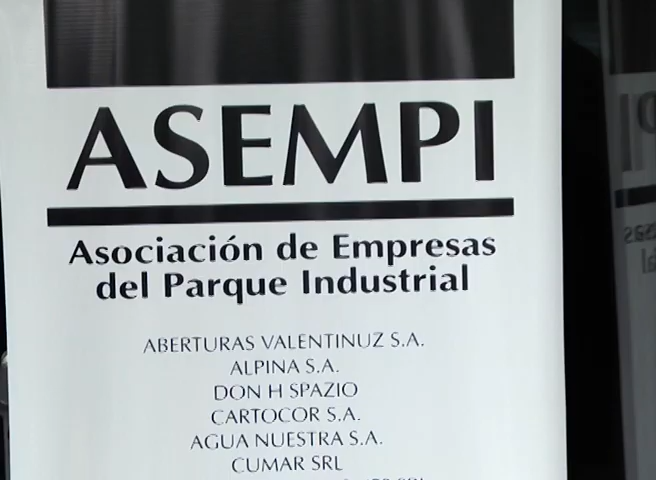 ASEMPI
Asociación de Empresas
del Parque Industrial
ABERTURAS VALENTINUZ S.A.
ALPINA S.A.
DON H SPAZIO
CARTOCOR S.A.
AGUA NUESTRA S.A.
CUMAR SRL